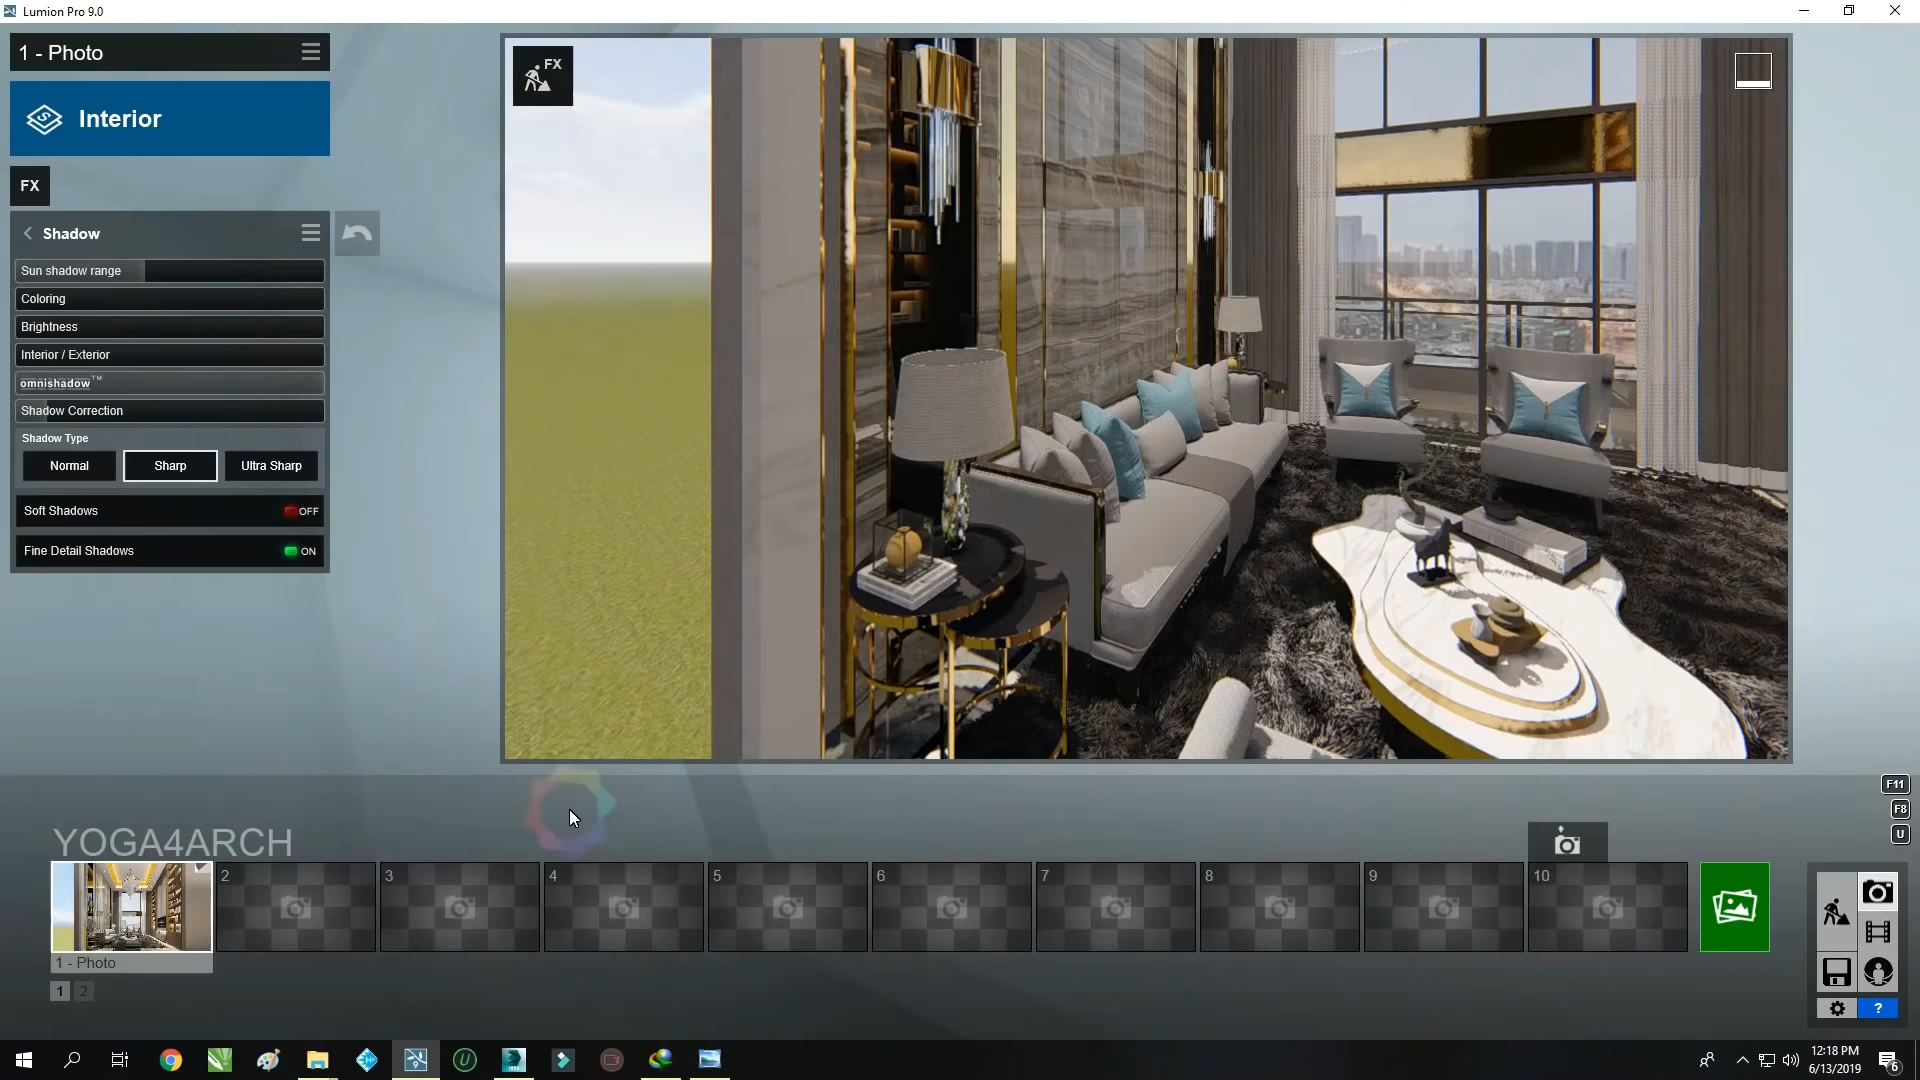 Lumion Pro 9.0
1 - Photo
Interior
FX
Shadow
Sun shadow range
Coloring
Brightness
Interior / Exterior
omnishadow™
Shadow Correction
Shadow Type
Normal Sharp Ultra Sharp
Soft Shadows OFF
Fine Detail Shadows ON
FX
F11
F8
U
YOGA4ARCH
2 3 4 5 6 7 8 9 10
1 - Photo
1 2
?
12:18 PM
6/13/2019
6